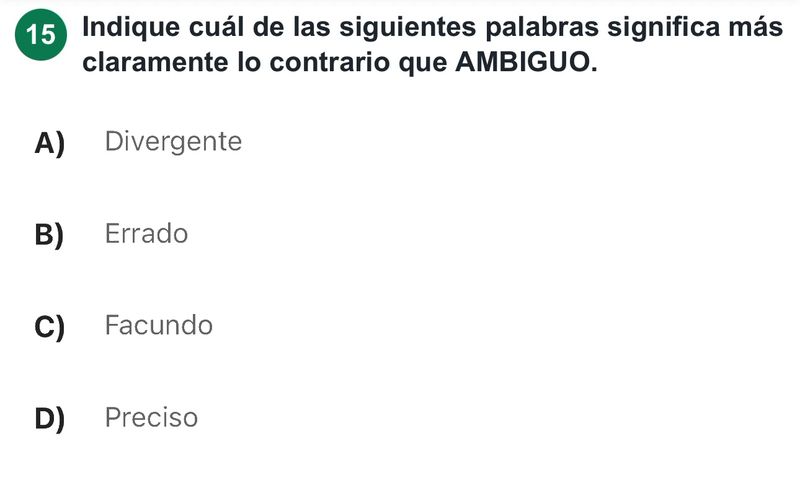 15 Indique cuál de las siguientes palabras significa más
claramente lo contrario que AMBIGUO.
A) Divergente
B) Errado
C) Facundo
D) Preciso